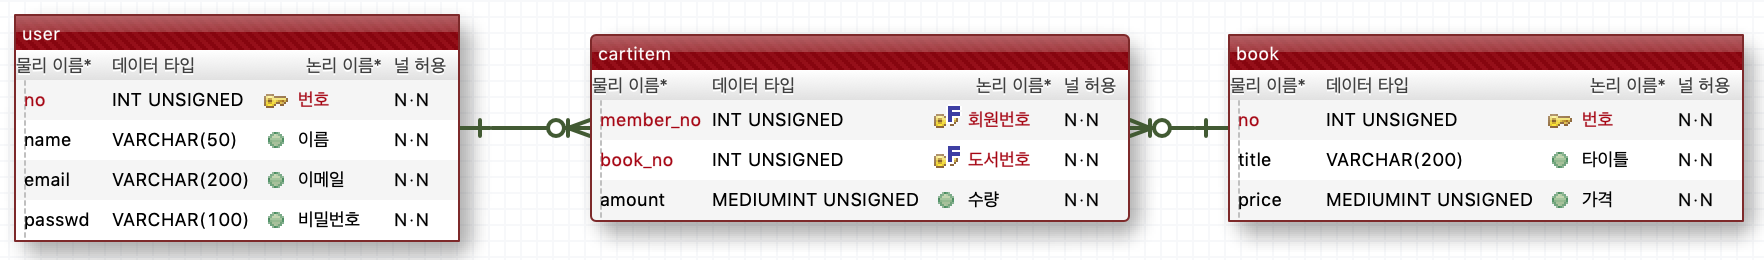 user
물리 이름* 데이터 타입 논리 이름* 널 허용
no INT UNSIGNED 번호 N·N
name VARCHAR(50) 이름 N·N
email VARCHAR(200) 이메일 N·N
passwd VARCHAR(100) 비밀번호 N·N
cartitem
물리 이름* 데이터 타입 논리 이름* 널 허용
member_no INT UNSIGNED F 회원번호 N·N
book_no INT UNSIGNED F 도서번호 N·N
amount MEDIUMINT UNSIGNED 수량 N·N
book
물리 이름* 데이터 타입 논리 이름* 널 허용
no INT UNSIGNED 번호 N·N
title VARCHAR(200) 타이틀 N·N
price MEDIUMINT UNSIGNED 가격 N·N